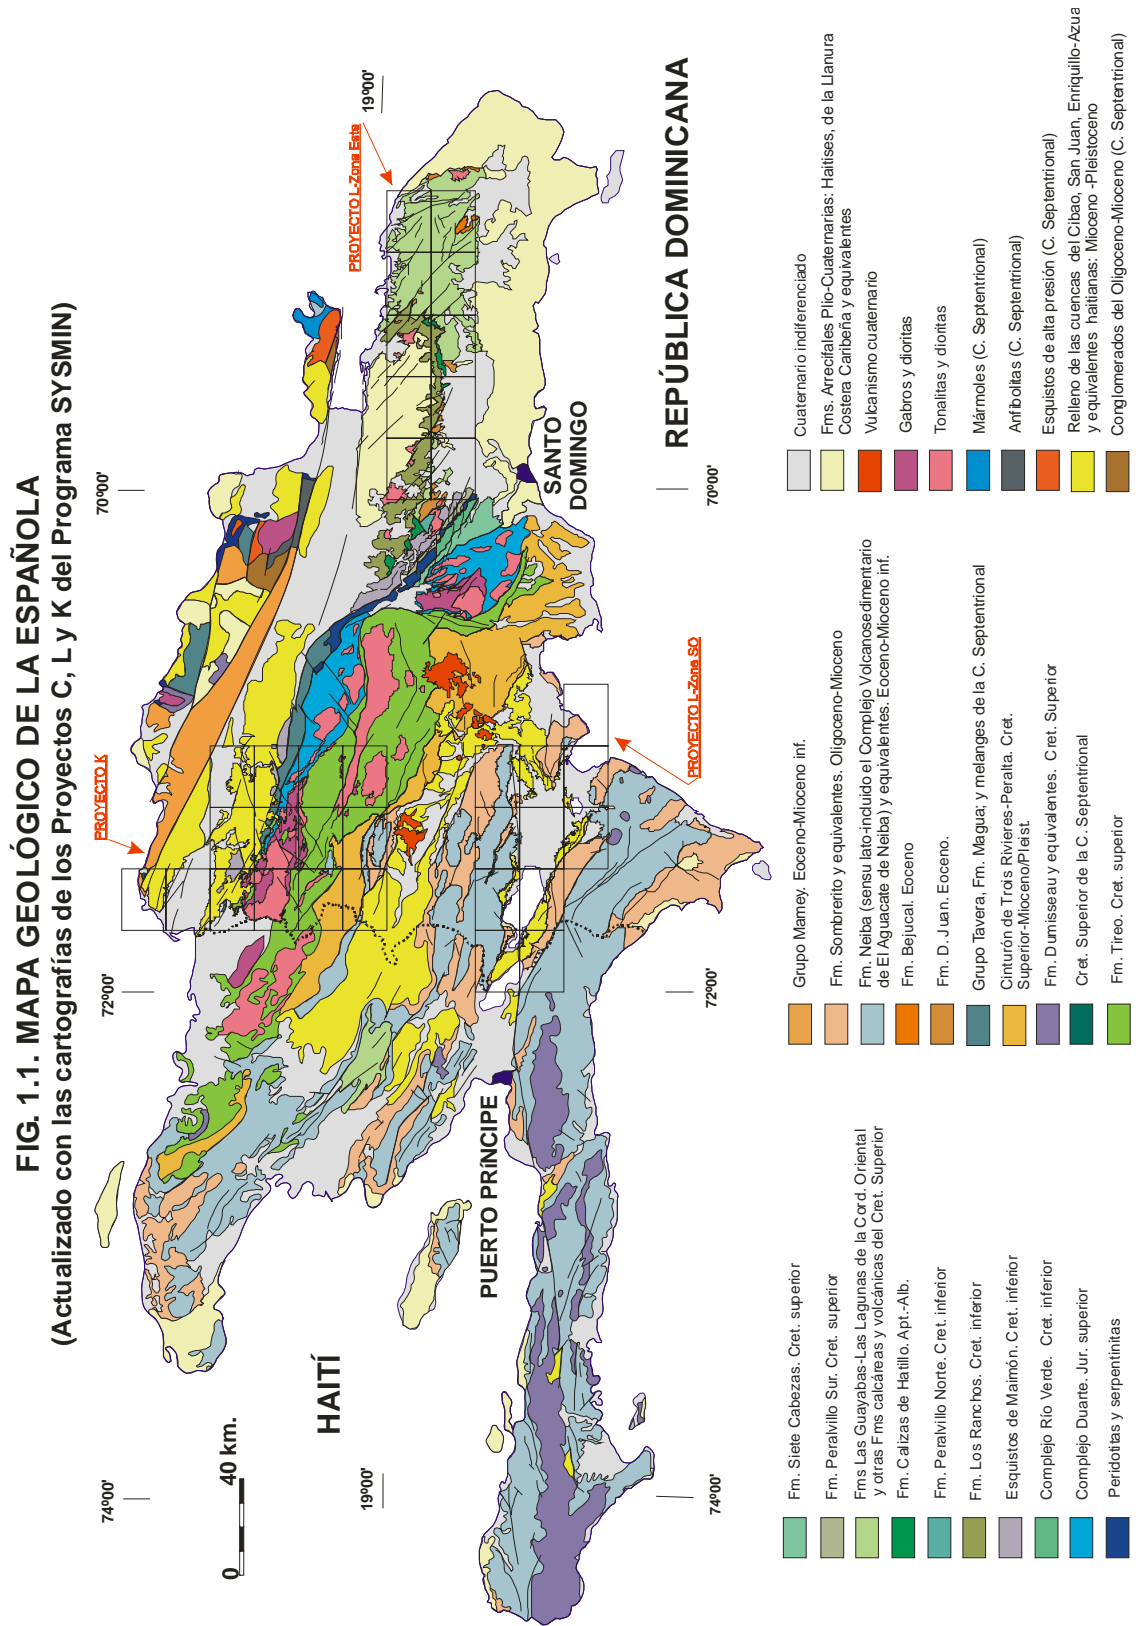 FIG. 1.1. MAPA GEOLÓGICO DE LA ESPAÑOLA
(Actualizado con las cartografías de los Proyectos C, L y K del Programa SYSMIN)
74º00'
72º00'
70º00'
PROYECTO K
0
40 km.
PROYECTO L-Zona Este
19º00'
19º00'
HAITÍ
PUERTO PRíNCIPE
SANTO
DOMINGO
REPÚBLICA DOMINICANA
PROYECTO L-Zona SO
74º00'
72º00'
70º00'
Fm. Siete Cabezas. Cret. superior
Fm. Peralvillo Sur. Cret. superior
Fms Las Guayabas-Las Lagunas de la Cord. Oriental
y otras Fms calcáreas y volcánicas del Cret. Superior
Fm. Calizas de Hatillo. Apt.-Alb.
Fm. Peralvillo Norte. Cret. inferior
Fm. Los Ranchos. Cret. inferior
Esquistos de Maimón. Cret. inferior
Complejo Río Verde. Cret. inferior
Complejo Duarte. Jur. superior
Peridotitas y serpentinitas
Grupo Mamey. Eoceno-Mioceno inf.
Fm. Sombrerito y equivalentes. Oligoceno-Mioceno
Fm. Neiba (sensu lato-incluído el Complejo Volcanosedimentario
de El Aguacate de Neiba) y equivalentes. Eoceno-Mioceno inf.
Fm. Bejucal. Eoceno
Fm. D. Juan. Eoceno.
Grupo Tavera, Fm. Magua; y melanges de la C. Septentrional
Cinturón de Trois Rivieres-Peralta. Cret.
Superior-Mioceno/Pleist.
Fm. Dumisseau y equivalentes. Cret. Superior
Cret. Superior de la C. Septentrional
Fm. Tireo. Cret. superior
Cuaternario indiferenciado
Fms. Arrecifales Plio-Cuaternarias: Haitises, de la Llanura
Costera Caribeña y equivalentes
Vulcanismo cuaternario
Gabros y dioritas
Tonalitas y dioritas
Mármoles (C. Septentrional)
Anfibolitas (C. Septentrional)
Esquistos de alta presión (C. Septentrional)
Relleno de las cuencas del Cibao, San Juan, Enriquillo-Azua
y equivalentes haitianas: Mioceno -Pleistoceno
Conglomerados del Oligoceno-Mioceno (C. Septentrional)